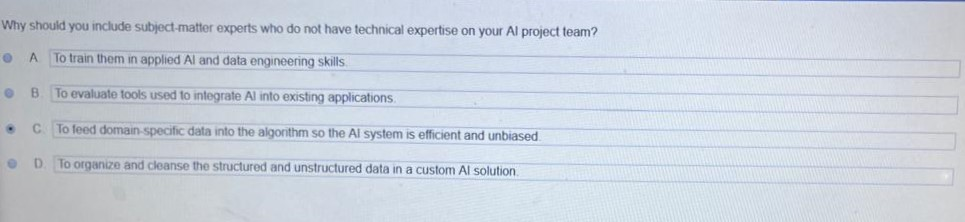 Why should you include subject-matter experts who do not have technical expertise on your AI project team?
A To train them in applied AI and data engineering skills.
B. To evaluate tools used to integrate AI into existing applications.
C. To feed domain-specific data into the algorithm so the AI system is efficient and unbiased.
D. To organize and cleanse the structured and unstructured data in a custom AI solution.